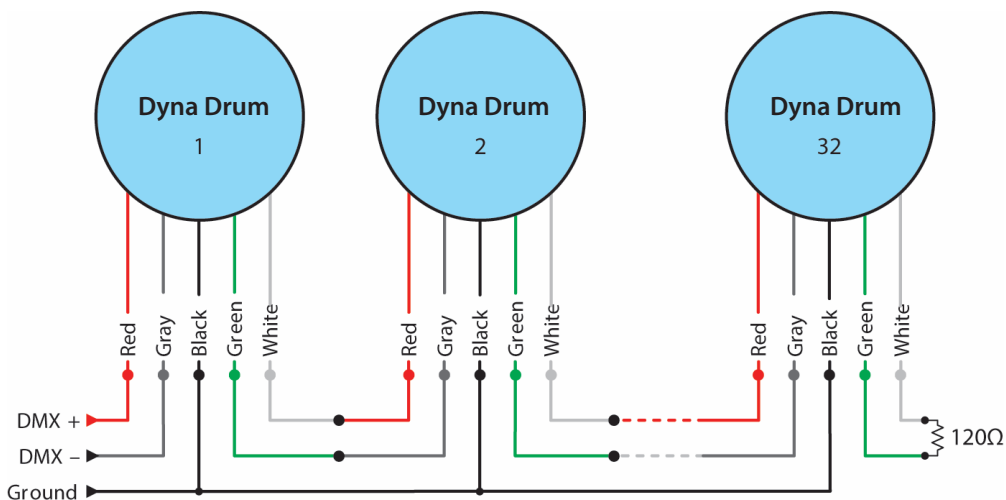 Dyna Drum
1
Dyna Drum
2
Dyna Drum
32
Red
Gray
Black
Green
White
Red
Gray
Black
Green
White
Red
Gray
Black
Green
White
DMX +
DMX –
Ground
120Ω